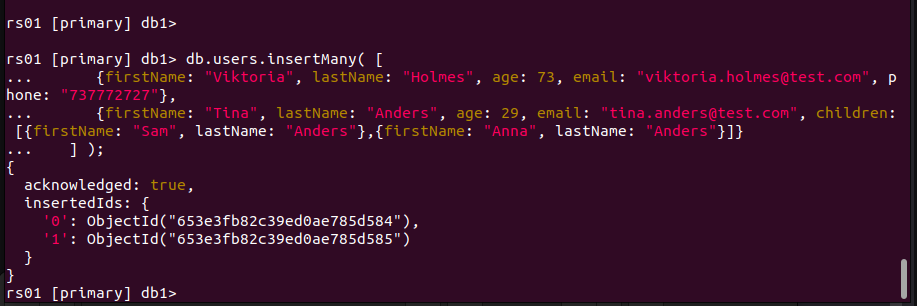 rs01 [primary] db1>
rs01 [primary] db1> db.users.insertMany( [
...       {firstName: "Viktoria", lastName: "Holmes", age: 73, email: "viktoria.holmes@test.com", p
hone: "737772727"},
...       {firstName: "Tina", lastName: "Anders", age: 29, email: "tina.anders@test.com", children:
 [{firstName: "Sam", lastName: "Anders"},{firstName: "Anna", lastName: "Anders"}]}
...    ] );
{
  acknowledged: true,
  insertedIds: {
    '0': ObjectId("653e3fb82c39ed0ae785d584"),
    '1': ObjectId("653e3fb82c39ed0ae785d585")
  }
}
rs01 [primary] db1>